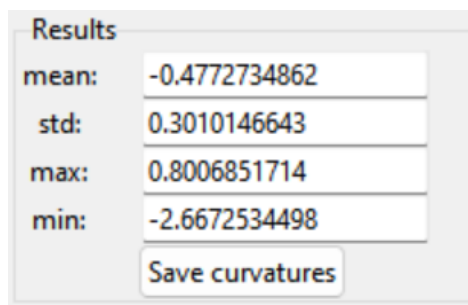 Results
mean: -0.4772734862
std: 0.3010146643
max: 0.8006851714
min: -2.6672534498
Save curvatures